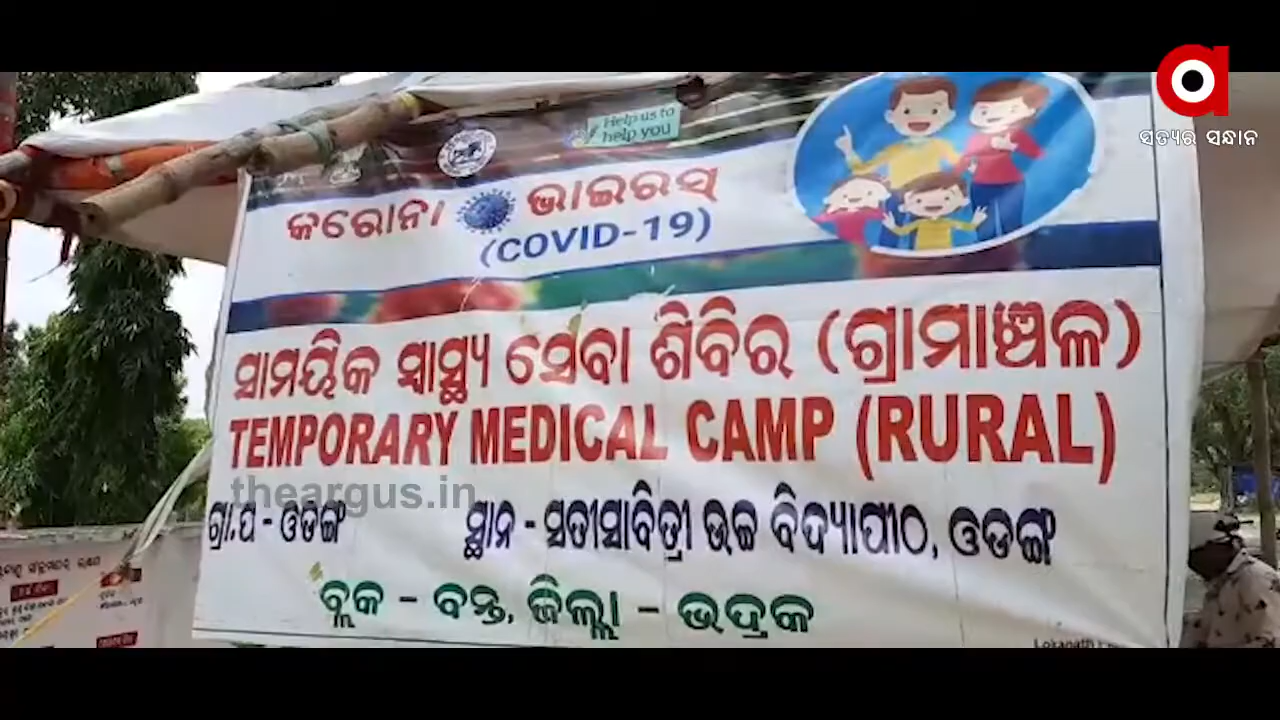 ସତ୍ୟର ସନ୍ଧାନ
Help us to
help you
କରୋନା ଭାଇରସ୍
(COVID-19)
ସାମୟିକ ସ୍ୱାସ୍ଥ୍ୟ ସେବା ଶିବିର (ଗ୍ରାମାଞ୍ଚଳ)
TEMPORARY MEDICAL CAMP (RURAL)
theargus.in
ଗ୍ରା.ପ - ଓଡଙ୍ଗ ସ୍ଥାନ - ସତୀସାବିତ୍ରୀ ଉଚ୍ଚ ବିଦ୍ୟାପୀଠ, ଓଡଙ୍ଗ
ବ୍ଲକ - ବନ୍ତ, ଜିଲ୍ଲା - ଭଦ୍ରକ